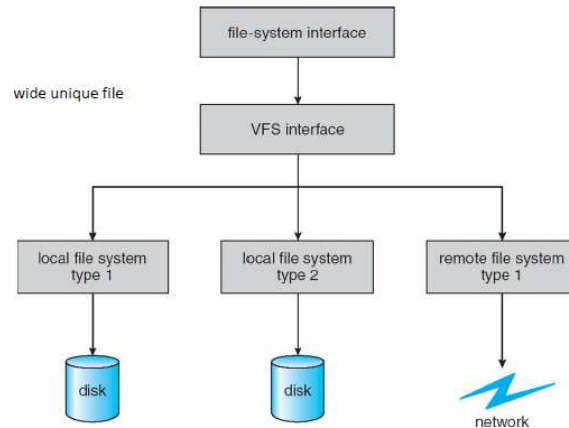 file-system interface
wide unique file
VFS interface
local file system
type 1
local file system
type 2
remote file system
type 1
disk
disk
network